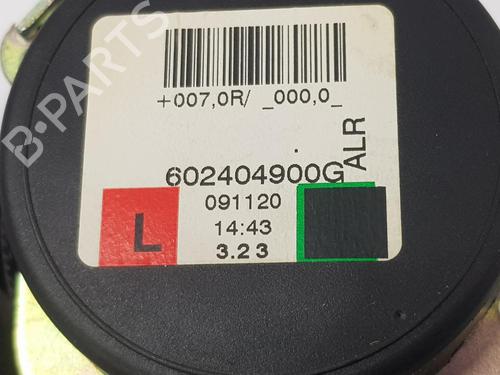 B-PARTS
+007,0R/ _000,0_
ALR
602404900G
091120
14:43
3.23
L